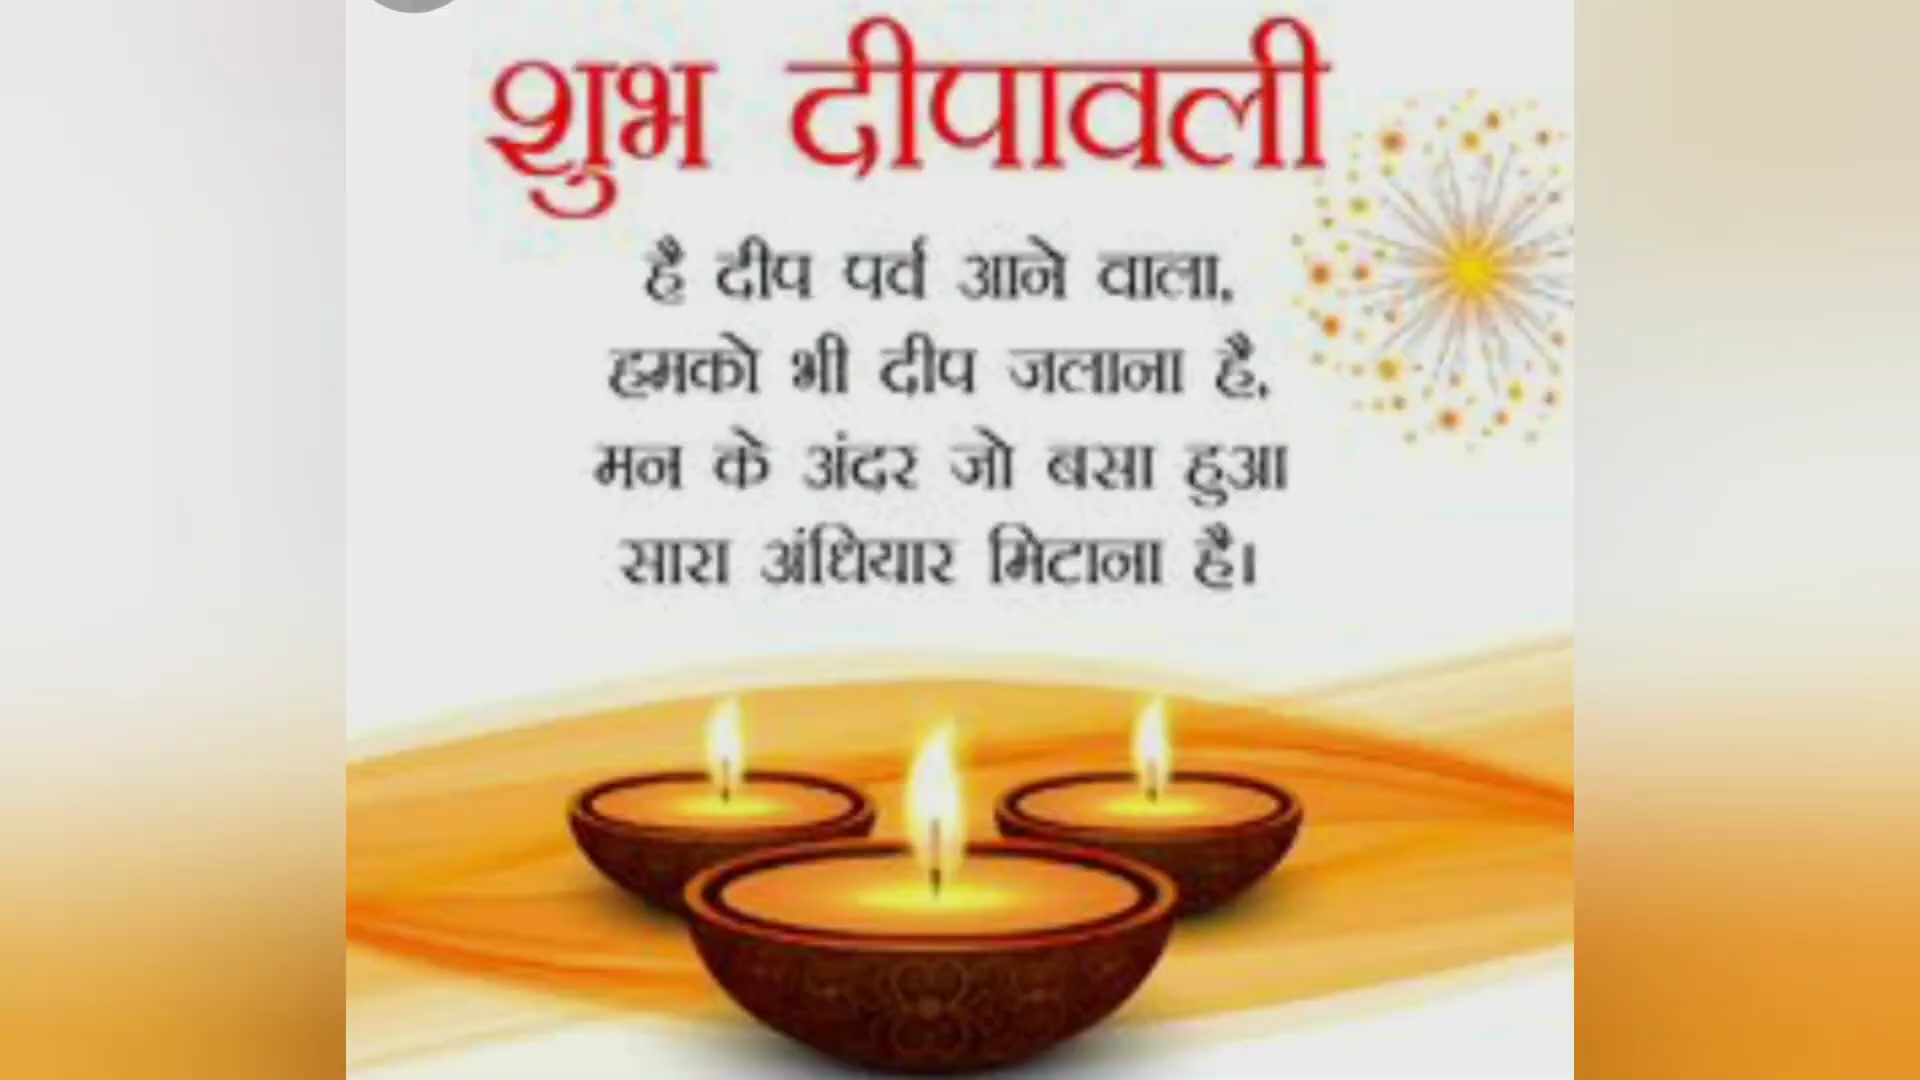 शुभ दीपावली
है दीप पर्व आने वाला,
हमको भी दीप जलाना है,
मन के अंदर जो बसा हुआ
सारा अंधियार मिटाना है।